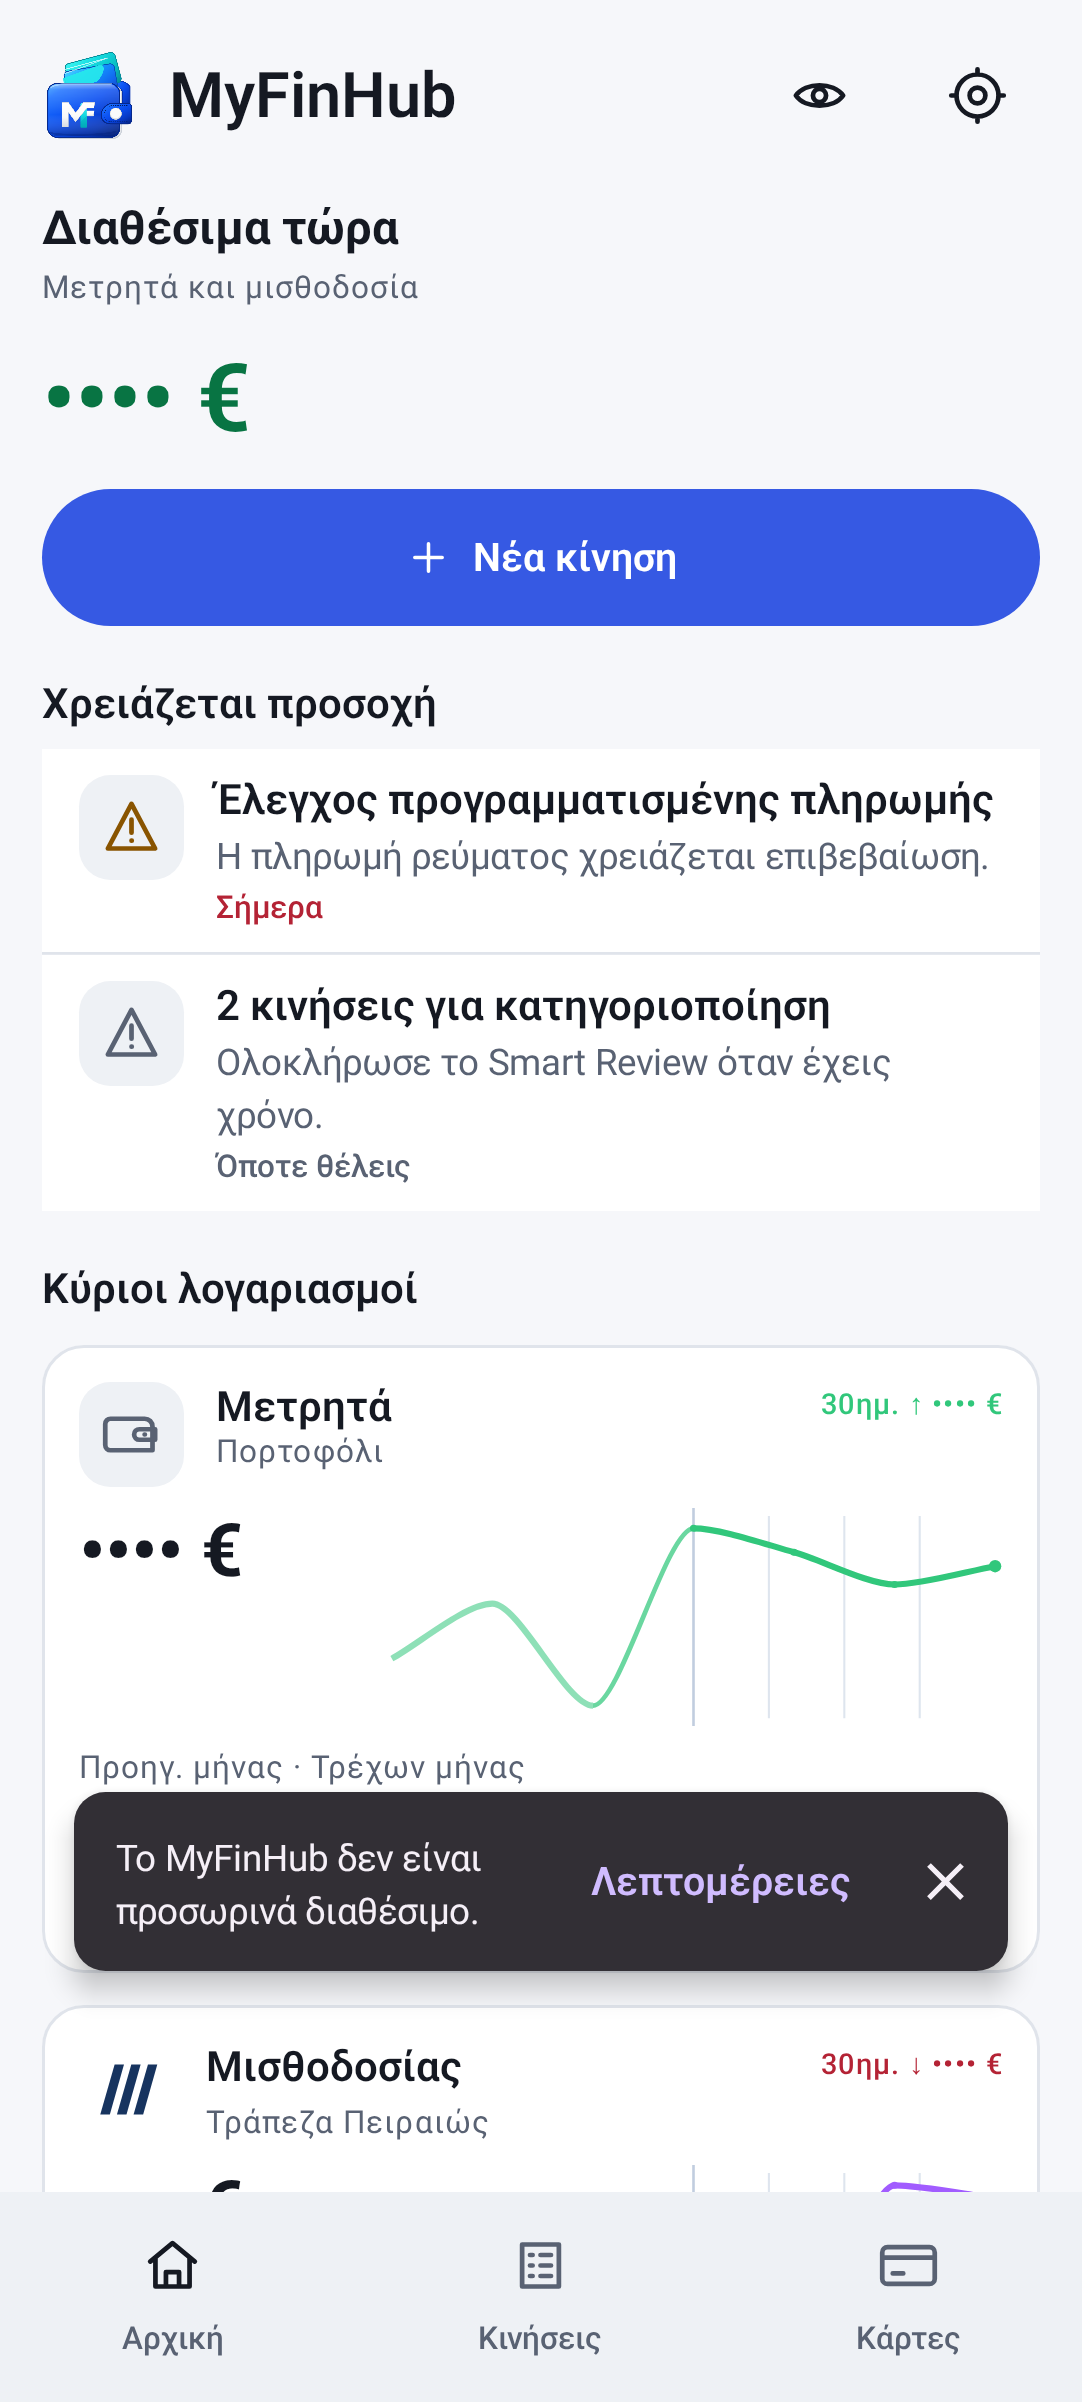 MyFinHub
Διαθέσιμα τώρα
Μετρητά και μισθοδοσία
•••• €
Νέα κίνηση
Χρειάζεται προσοχή
Έλεγχος προγραμματισμένης πληρωμής
Η πληρωμή ρεύματος χρειάζεται επιβεβαίωση.
Σήμερα
2 κινήσεις για κατηγοριοποίηση
Ολοκλήρωσε το Smart Review όταν έχεις
χρόνο.
Όποτε θέλεις
Κύριοι λογαριασμοί
Μετρητά
30ημ. ↑ •••• €
Πορτοφόλι
•••• €
Προηγ. μήνας · Τρέχων μήνας
Το MyFinHub δεν είναι
προσωρινά διαθέσιμο.
Λεπτομέρειες
Μισθοδοσίας
30ημ. ↓ •••• €
Τράπεζα Πειραιώς
Αρχική
Κινήσεις
Κάρτες